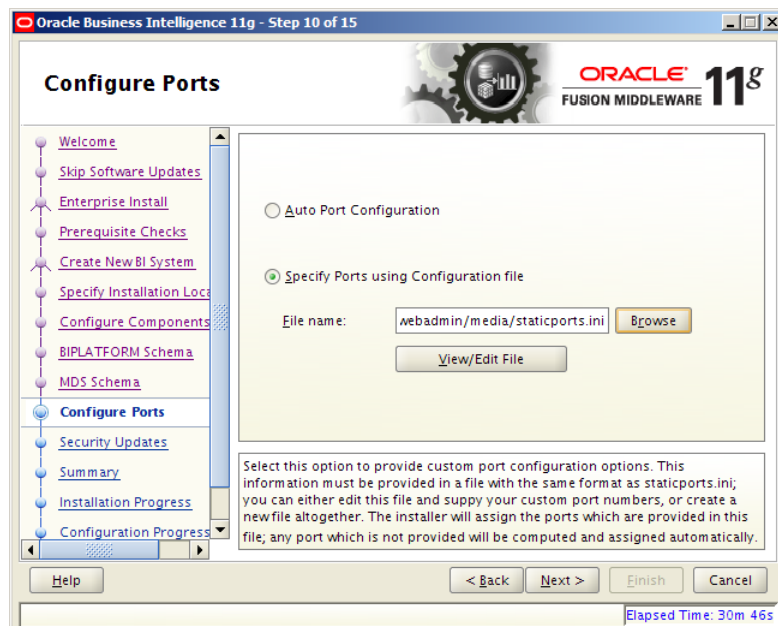 Oracle Business Intelligence 11g - Step 10 of 15
Configure Ports
ORACLE
FUSION MIDDLEWARE
11g
Welcome
Skip Software Updates
Enterprise Install
Prerequisite Checks
Create New BI System
Specify Installation Loca
Configure Components
BIPLATFORM Schema
MDS Schema
Configure Ports
Security Updates
Summary
Installation Progress
Configuration Progress
Auto Port Configuration
Specify Ports using Configuration file
File name: webadmin/media/staticports.ini Browse
View/Edit File
Select this option to provide custom port configuration options. This
information must be provided in a file with the same format as staticports.ini;
you can either edit this file and suppy your custom port numbers, or create a
new file altogether. The installer will assign the ports which are provided in this
file; any port which is not provided will be computed and assigned automatically.
Help < Back Next > Finish Cancel
Elapsed Time: 30m 46s